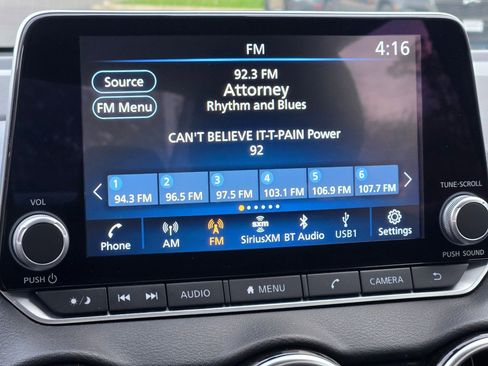 FM
4:16
Source
FM Menu
92.3 FM
Attorney
Rhythm and Blues
CAN'T BELIEVE IT-T-PAIN Power
92
1 94.3 FM
2 96.5 FM
3 97.5 FM
4 103.1 FM
5 106.9 FM
6 107.7 FM
Phone
AM
FM
sxm
SiriusXM
BT Audio
USB1
Settings
VOL
PUSH
TUNE·SCROLL
PUSH SOUND
AUDIO
MENU
CAMERA